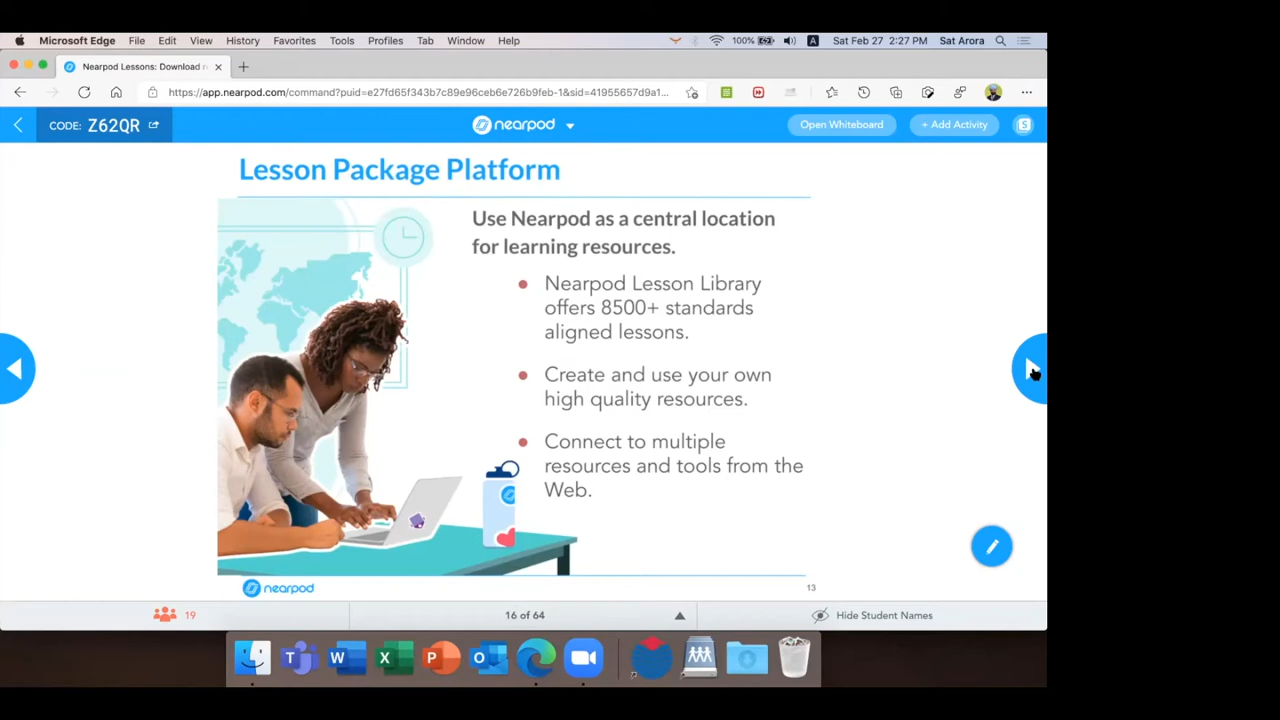 Microsoft Edge File Edit View History Favorites Tools Profiles Tab Window Help 100% A Sat Feb 27 2:27 PM Sat Arora
Nearpod Lessons: Download
https://app.nearpod.com/command?puid=e27fd65f343b7c89e96ceb6e726b9feb-1&sid=41955657d9a1...
CODE: Z62QR nearpod Open Whiteboard + Add Activity S
Lesson Package Platform
Use Nearpod as a central location
for learning resources.
Nearpod Lesson Library
offers 8500+ standards
aligned lessons.
Create and use your own
high quality resources.
Connect to multiple
resources and tools from the
Web.
nearpod 13
19 16 of 64 Hide Student Names
T W X P O